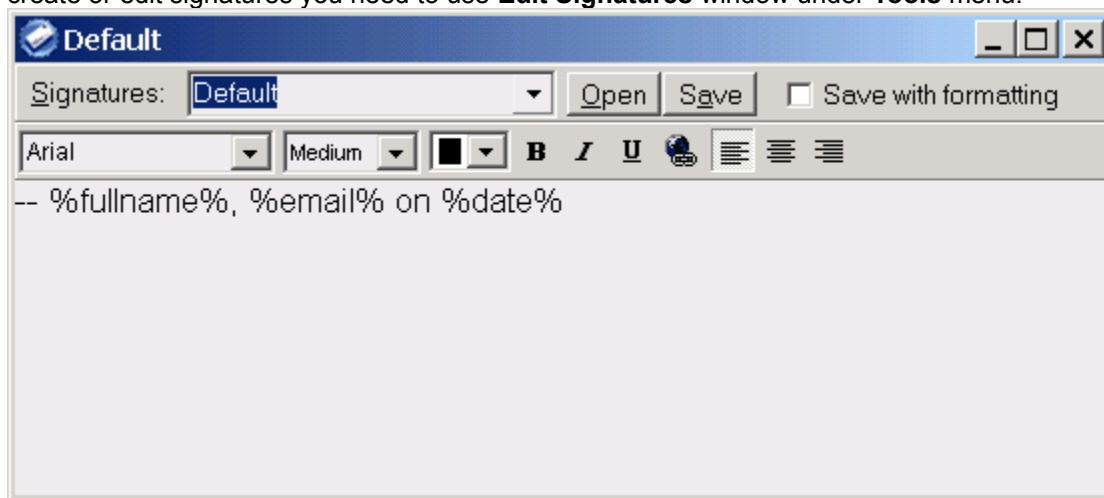 create or edit signatures you need to use Edit Signatures window under Tools menu.
Default
Signatures: Default Open Save Save with formatting
Arial Medium B I U
-- %fullname%, %email% on %date%